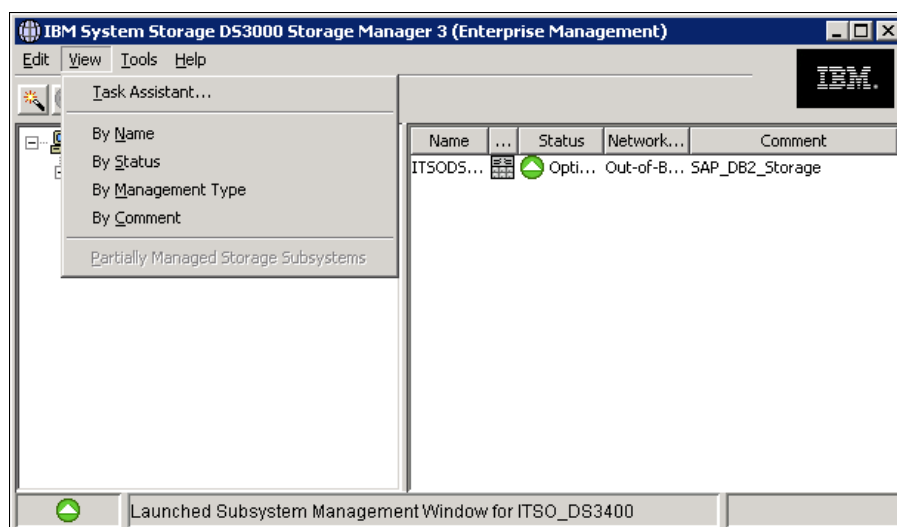 IBM System Storage DS3000 Storage Manager 3 (Enterprise Management)
Edit View Tools Help
IBM.
Task Assistant...
By Name
By Status
By Management Type
By Comment
Partially Managed Storage Subsystems
Name ... Status Network... Comment
ITSODS... Opti... Out-of-B... SAP_DB2_Storage
Launched Subsystem Management Window for ITSO_DS3400